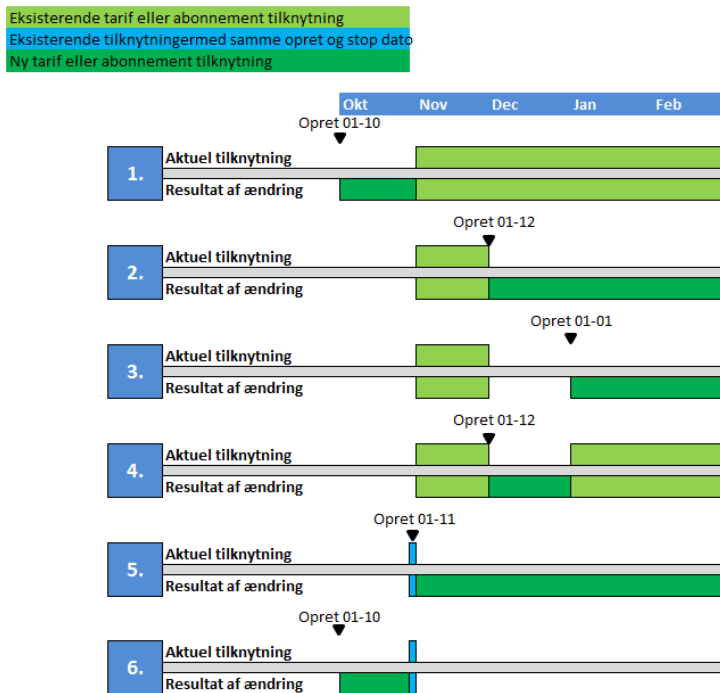 Eksisterende tarif eller abonnement tilknytning
Eksisterende tilknytningermed samme opret og stop dato
Ny tarif eller abonnement tilknytning
Okt Nov Dec Jan Feb
Opret 01-10
Aktuel tilknytning
1.
Resultat af ændring
Opret 01-12
Aktuel tilknytning
2.
Resultat af ændring
Opret 01-01
Aktuel tilknytning
3.
Resultat af ændring
Opret 01-12
Aktuel tilknytning
4.
Resultat af ændring
Opret 01-11
Aktuel tilknytning
5.
Resultat af ændring
Opret 01-10
Aktuel tilknytning
6.
Resultat af ændring